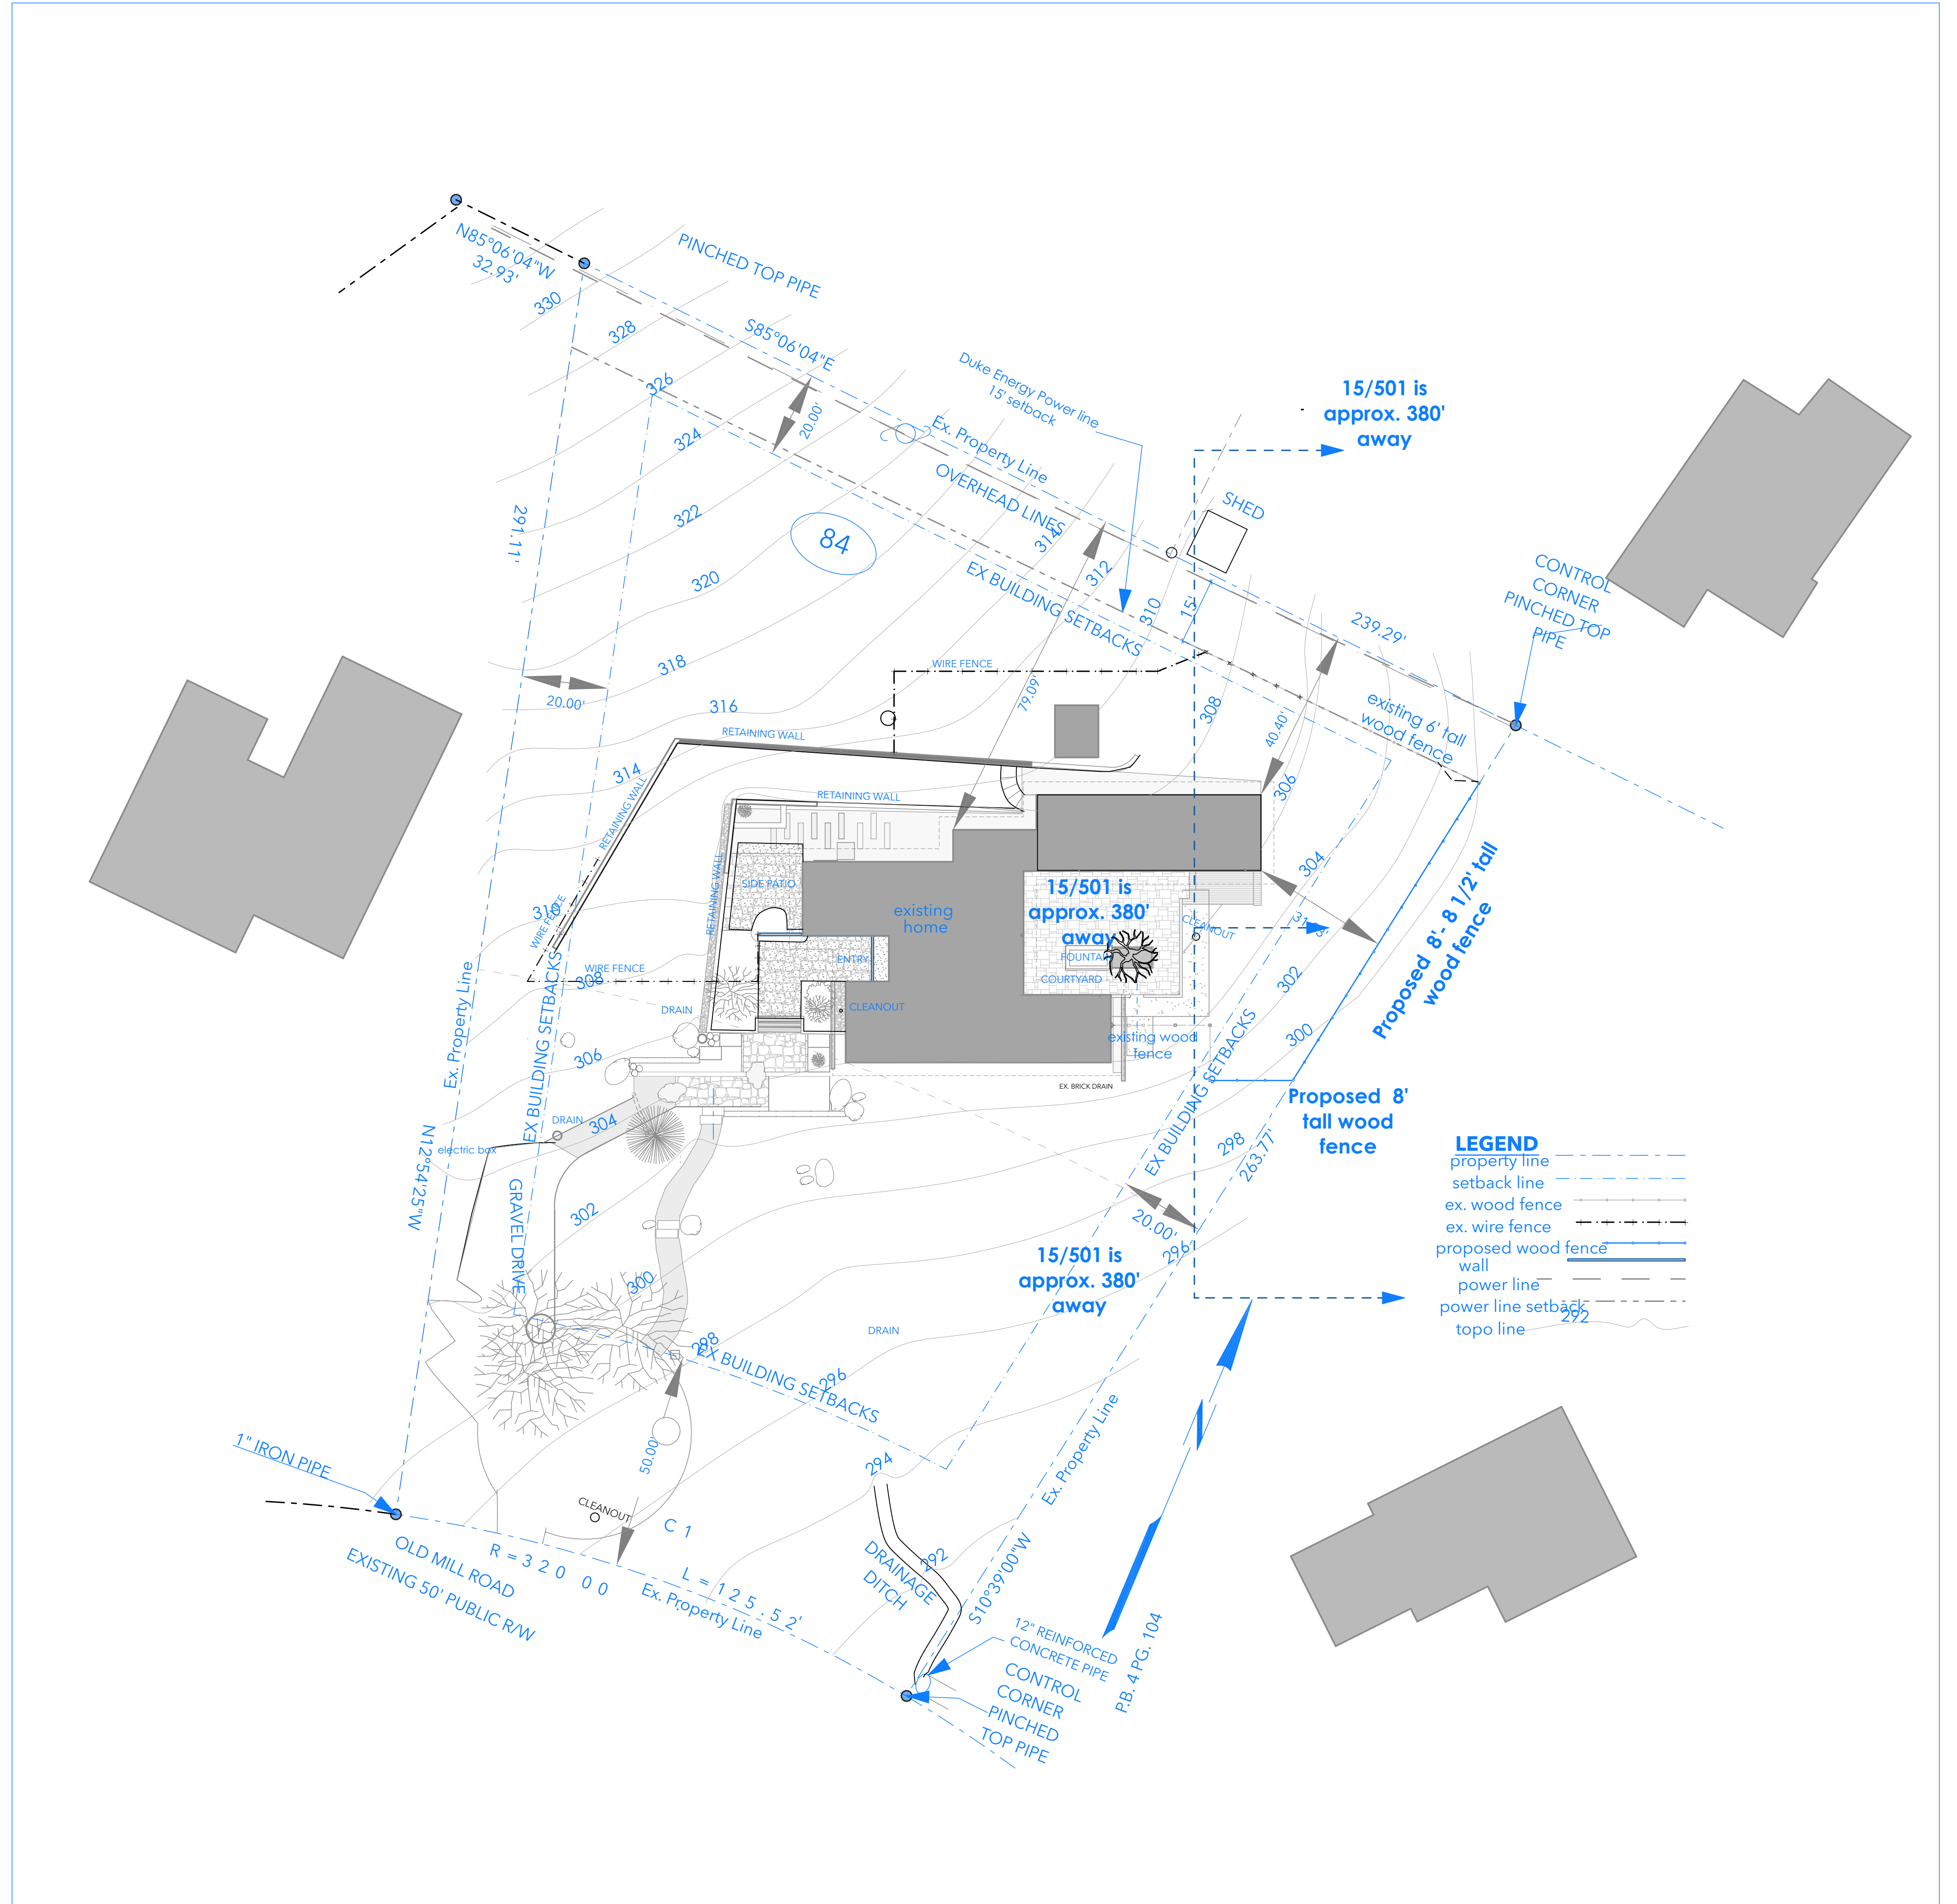 N85°06'04"W
32.93'
PINCHED TOP PIPE
330
328
S85°06'04"E
326
20.00'
324
Duke Energy Power line
15' setback
Ex. Property Line
OVERHEAD LINES
15/501 is
approx. 380'
away
SHED
291.11'
322
84
314
312
320
EX BUILDING SETBACKS
310
15'
CONTROL
CORNER
PINCHED TOP
PIPE
239.29'
318
WIRE FENCE
20.00'
316
79.09'
308
40.40'
existing 6' tall
wood fence
RETAINING WALL
314
RETAINING WALL
RETAINING WALL
306
304
Proposed 8'- 8 1/2' tall
wood fence
RETAINING WALL
SIDE PATIO
existing
home
15/501 is
approx. 380'
away
310
WIRE FENCE
CLEANOUT
FOUNTAIN
COURTYARD
ENTRY
WIRE FENCE
308
302
DRAIN
CLEANOUT
Ex. Property Line
EX BUILDING SETBACKS
existing wood
fence
300
306
EX. BRICK DRAIN
EX BUILDING SETBACKS
Proposed 8'
tall wood
fence
DRAIN
304
electric box
298
263.77'
N12°54'25"W
GRAVEL DRIVE
302
20.00'
296
LEGEND
property line
setback line
ex. wood fence
ex. wire fence
proposed wood fence
wall
power line
power line setback
292
topo line
300
15/501 is
approx. 380'
away
298
DRAIN
EX BUILDING SETBACKS
296
50.00'
294
Ex. Property Line
1" IRON PIPE
CLEANOUT
C 1
OLD MILL ROAD
EXISTING 50' PUBLIC R/W
R = 3 2 0 0 0
L = 1 2 5 . 5 2'
Ex. Property Line
DRAINAGE
DITCH
292
S10°39'00"W
12" REINFORCED
CONCRETE PIPE
CONTROL
CORNER
PINCHED
TOP PIPE
P.B. 4 PG. 104